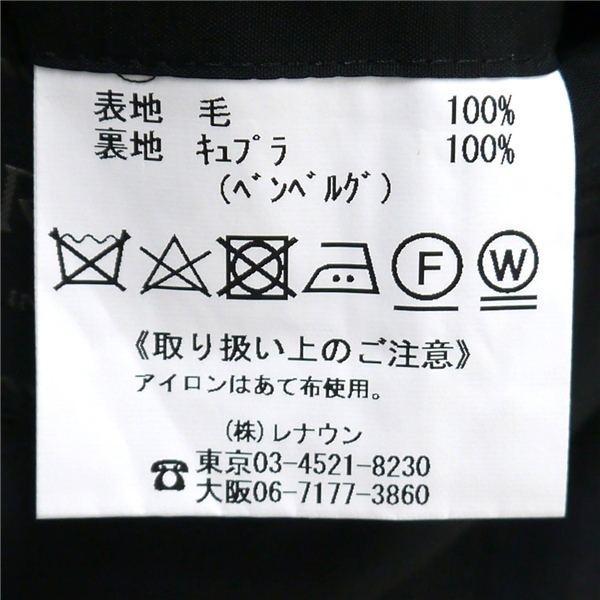 表地 毛 100%
裏地 キュプラ 100%
(ベンベルグ)
F W
《取り扱い上のご注意》
アイロンはあて布使用。
(株)レナウン
☎東京03-4521-8230
大阪06-7177-3860